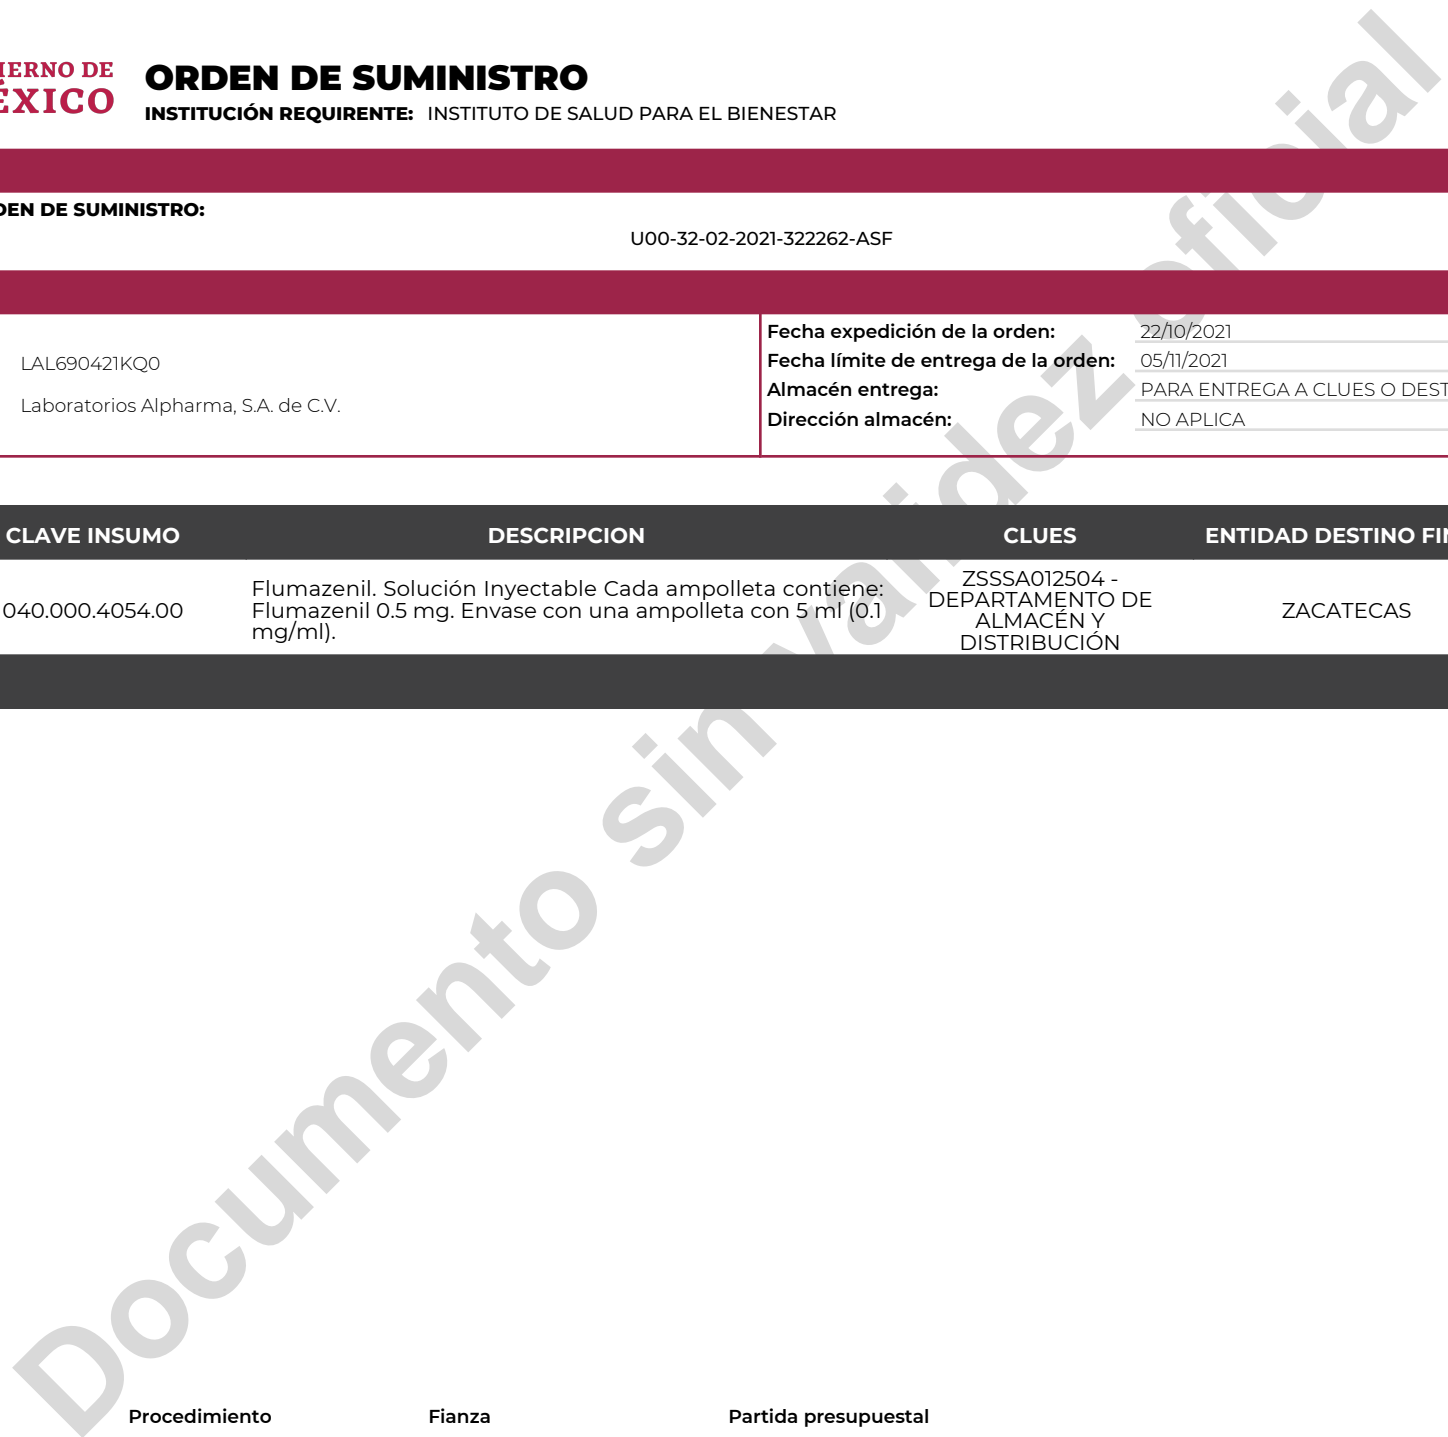 IERNO DE
ÉXICO
ORDEN DE SUMINISTRO
INSTITUCIÓN REQUIRENTE: INSTITUTO DE SALUD PARA EL BIENESTAR
DEN DE SUMINISTRO:
U00-32-02-2021-322262-ASF
LAL690421KQ0
Laboratorios Alpharma, S.A. de C.V.
Fecha expedición de la orden: 22/10/2021
Fecha límite de entrega de la orden: 05/11/2021
Almacén entrega: PARA ENTREGA A CLUES O DEST
Dirección almacén: NO APLICA
CLAVE INSUMO DESCRIPCION CLUES ENTIDAD DESTINO FIN
040.000.4054.00
Flumazenil. Solución Inyectable Cada ampolleta contiene:
Flumazenil 0.5 mg. Envase con una ampolleta con 5 ml (0.1
mg/ml).
ZSSSA012504 -
DEPARTAMENTO DE
ALMACÉN Y
DISTRIBUCIÓN
ZACATECAS
Documento sin validez oficial
Procedimiento Fianza Partida presupuestal